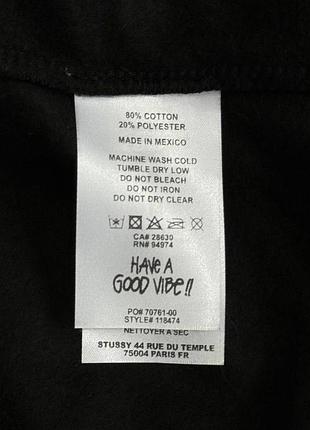 80% COTTON
20% POLYESTER
MADE IN MEXICO
MACHINE WASH COLD
TUMBLE DRY LOW
DO NOT BLEACH
DO NOT IRON
DO NOT DRY CLEAR
CA# 28630
RN# 94974
HAVE A
GOOD VIBE!!
PO# 70761-00
STYLE# 118474
NETTOYER A SEC
STUSSY 44 RUE DU TEMPLE
75004 PARIS FR